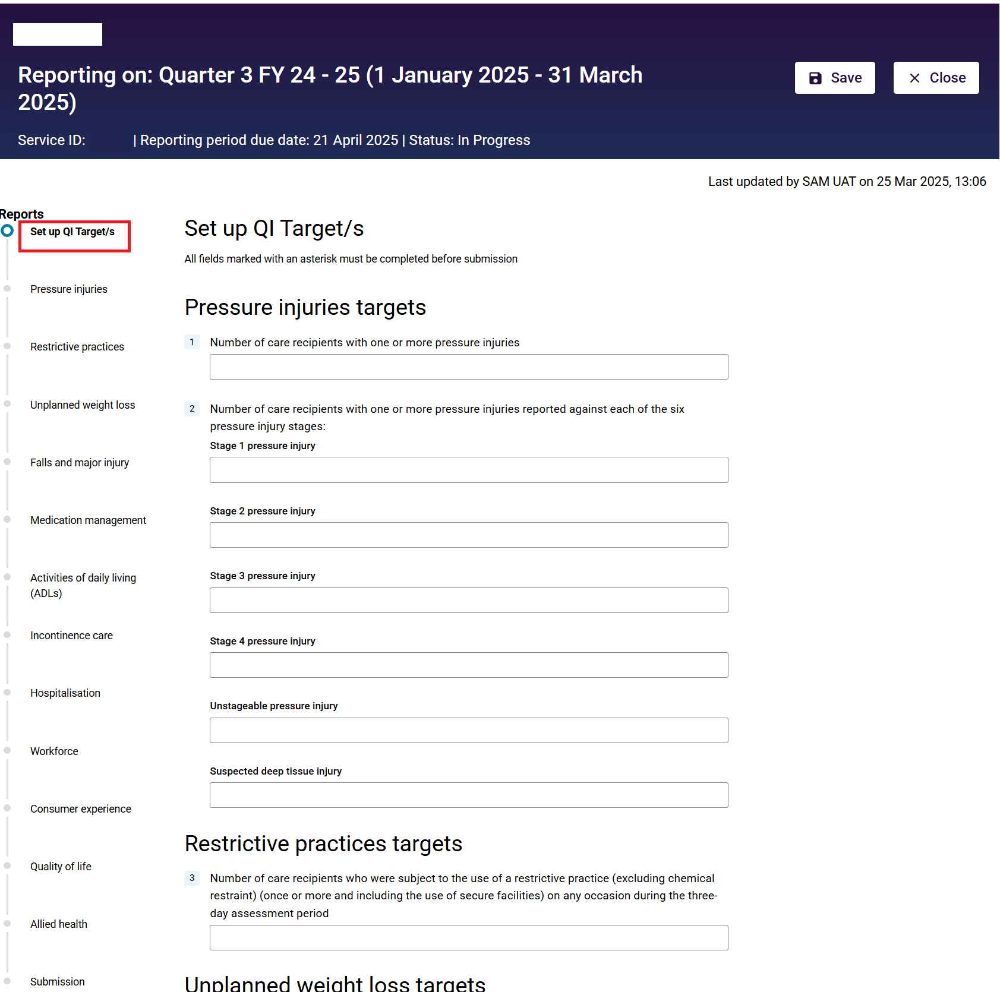 Reporting on: Quarter 3 FY 24 - 25 (1 January 2025 - 31 March
2025)
Save
Close
Service ID: | Reporting period due date: 21 April 2025 | Status: In Progress
Last updated by SAM UAT on 25 Mar 2025, 13:06
Reports
Set up QI Target/s
Pressure injuries
Restrictive practices
Unplanned weight loss
Falls and major injury
Medication management
Activities of daily living
(ADLs)
Incontinence care
Hospitalisation
Workforce
Consumer experience
Quality of life
Allied health
Submission
Set up QI Target/s
All fields marked with an asterisk must be completed before submission
Pressure injuries targets
1 Number of care recipients with one or more pressure injuries
2 Number of care recipients with one or more pressure injuries reported against each of the six
pressure injury stages:
Stage 1 pressure injury
Stage 2 pressure injury
Stage 3 pressure injury
Stage 4 pressure injury
Unstageable pressure injury
Suspected deep tissue injury
Restrictive practices targets
3 Number of care recipients who were subject to the use of a restrictive practice (excluding chemical
restraint) (once or more and including the use of secure facilities) on any occasion during the three-
day assessment period
Unplanned weight loss targets